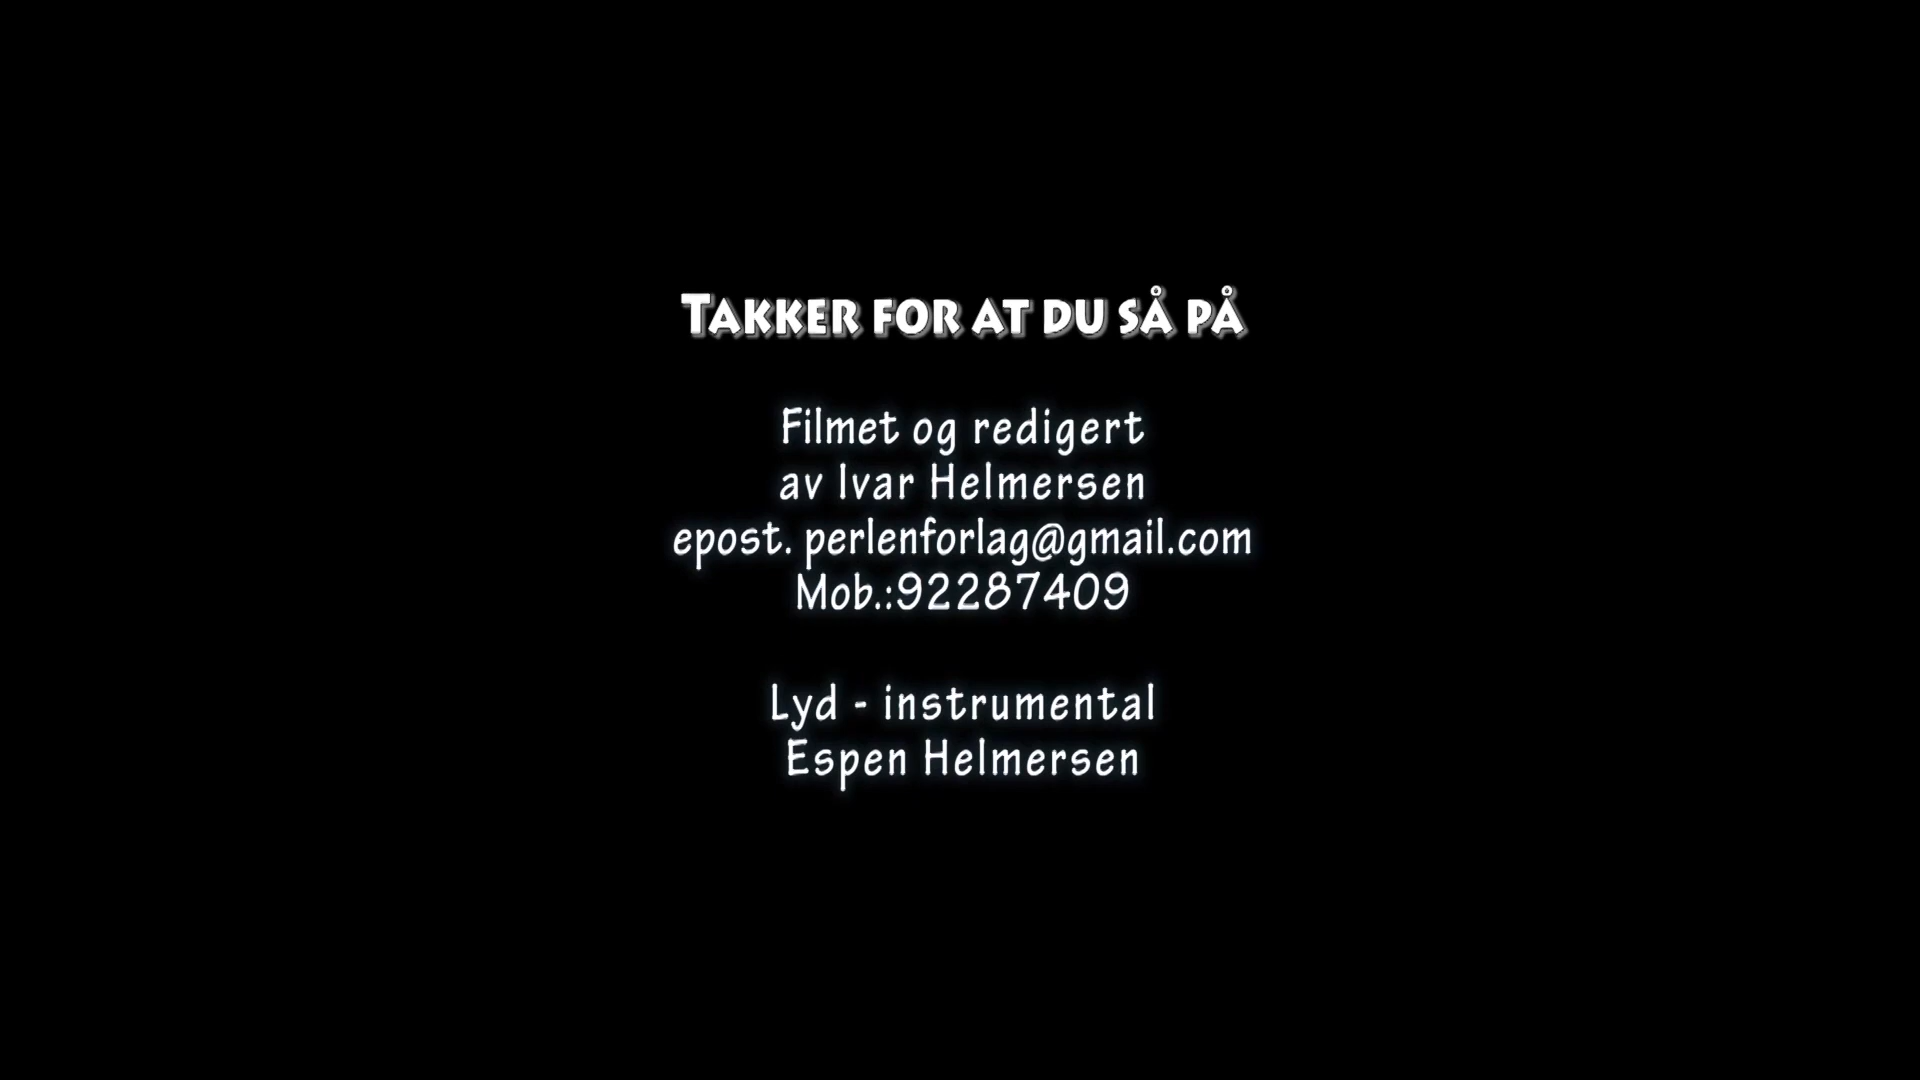 TAKKER FOR AT DU SÅ PÅ
Filmet og redigert
av Ivar Helmersen
epost. perlenforlag@gmail.com
Mob.:92287409
Lyd - instrumental
Espen Helmersen